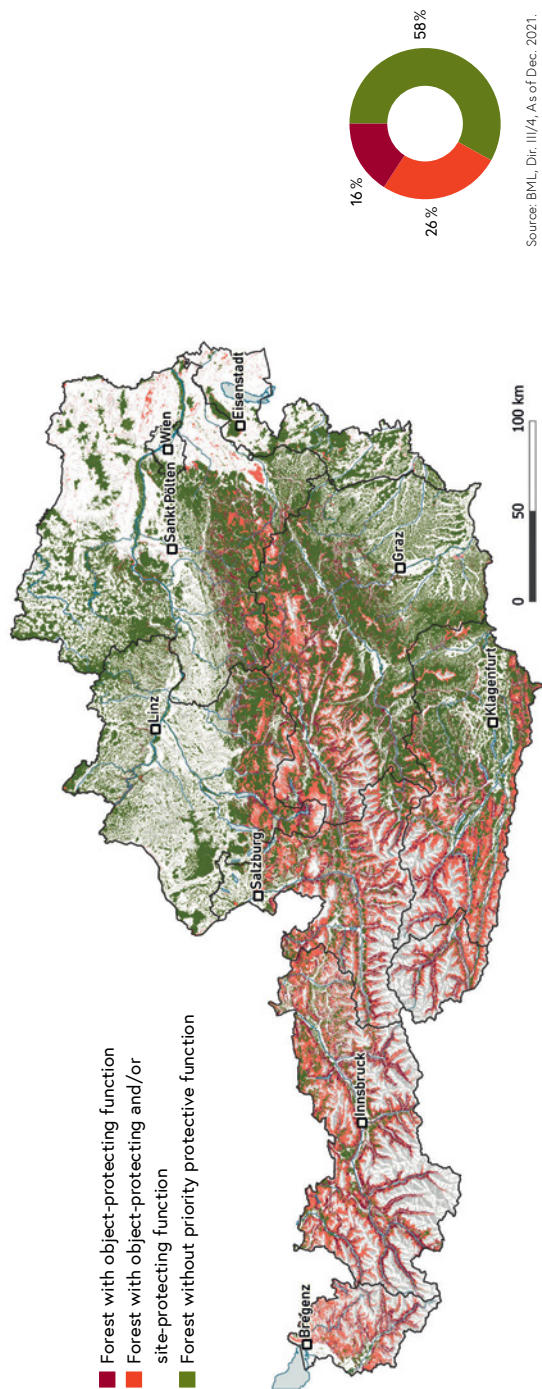 Forest with object-protecting function
Forest with object-protecting and/or
site-protecting function
Forest without priority protective function
Bregenz
Innsbruck
Salzburg
Linz
Sankt Pölten
Wien
Eisenstadt
Graz
Klagenfurt
0 50 100 km
16%
58%
26%
Source: BML, Dir. III/4, As of Dec. 2021.